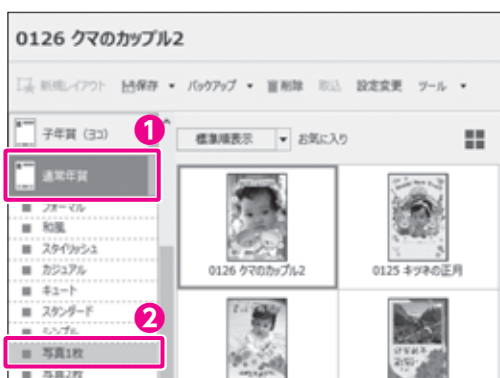 0126 クマのカップル2
新規レイアウト 保存 バックアップ 削除 取込 設定変更 ツール
子年賀（ヨコ） 1 標準順表示 お気に入り
通常年賀
フォーマル
和風
スタイリッシュ
カジュアル
0126 クマのカップル2 0125 キツネの正月
キュート
スタンダード
シンプル 2
写真1枚
写真2枚